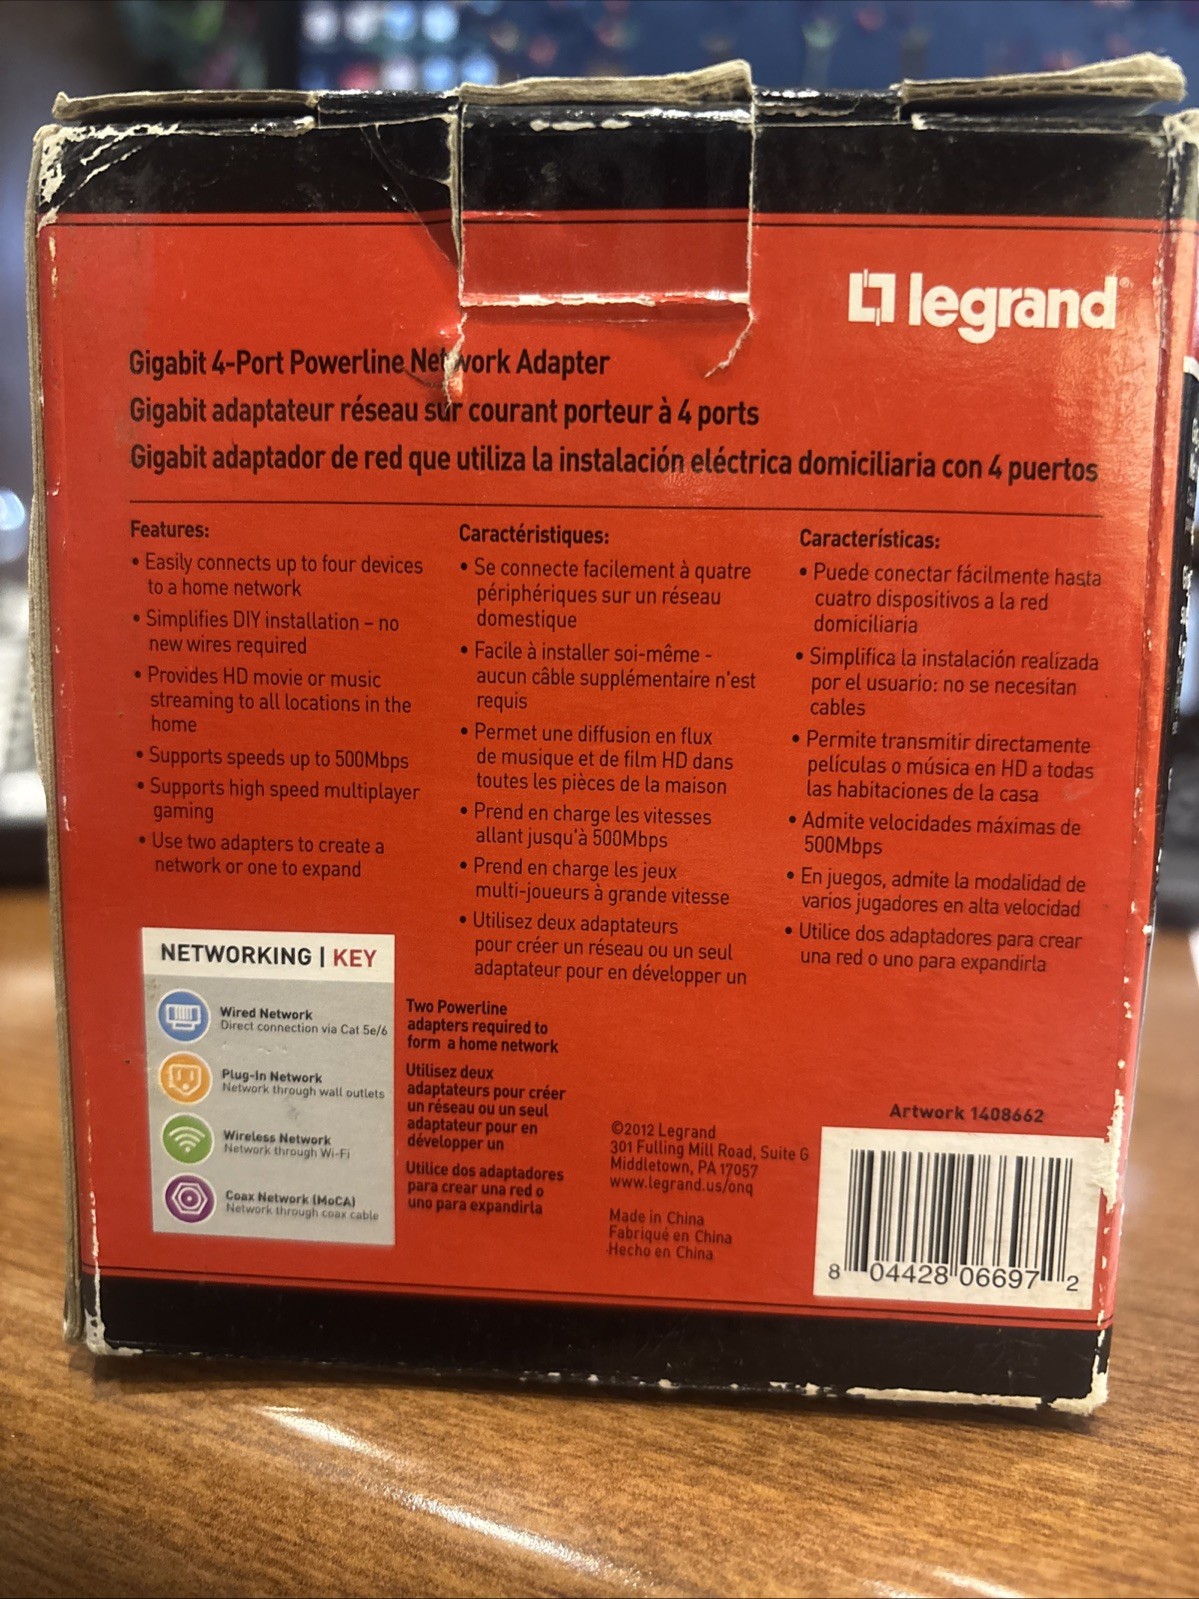 legrand®
Gigabit 4-Port Powerline Network Adapter
Gigabit adaptateur réseau sur courant porteur à 4 ports
Gigabit adaptador de red que utiliza la instalación eléctrica domiciliaria con 4 puertos
Features:
• Easily connects up to four devices
to a home network
• Simplifies DIY installation – no
new wires required
• Provides HD movie or music
streaming to all locations in the
home
• Supports speeds up to 500Mbps
• Supports high speed multiplayer
gaming
• Use two adapters to create a
network or one to expand
Caractéristiques:
• Se connecte facilement à quatre
périphériques sur un réseau
domestique
• Facile à installer soi-même -
aucun câble supplémentaire n'est
requis
• Permet une diffusion en flux
de musique et de film HD dans
toutes les pièces de la maison
• Prend en charge les vitesses
allant jusqu'à 500Mbps
• Prend en charge les jeux
multi-joueurs à grande vitesse
• Utilisez deux adaptateurs
pour créer un réseau ou un seul
adaptateur pour en développer un
Características:
• Puede conectar fácilmente hasta
cuatro dispositivos a la red
domiciliaria
• Simplifica la instalación realizada
por el usuario: no se necesitan
cables
• Permite transmitir directamente
películas o música en HD a todas
las habitaciones de la casa
• Admite velocidades máximas de
500Mbps
• En juegos, admite la modalidad de
varios jugadores en alta velocidad
• Utilice dos adaptadores para crear
una red o uno para expandirla
NETWORKING | KEY
Wired Network
Direct connection via Cat 5e/6
Plug-In Network
Network through wall outlets
Wireless Network
Network through Wi-Fi
Coax Network (MoCA)
Network through coax cable
Two Powerline
adapters required to
form a home network
Utilisez deux
adaptateurs pour créer
un réseau ou un seul
adaptateur pour en
développer un
Utilice dos adaptadores
para crear una red o
uno para expandirla
©2012 Legrand
301 Fulling Mill Road, Suite G
Middletown, PA 17057
www.legrand.us/onq
Made in China
Fabriqué en China
Hecho en China
Artwork 1408662
8 04428 06697 2